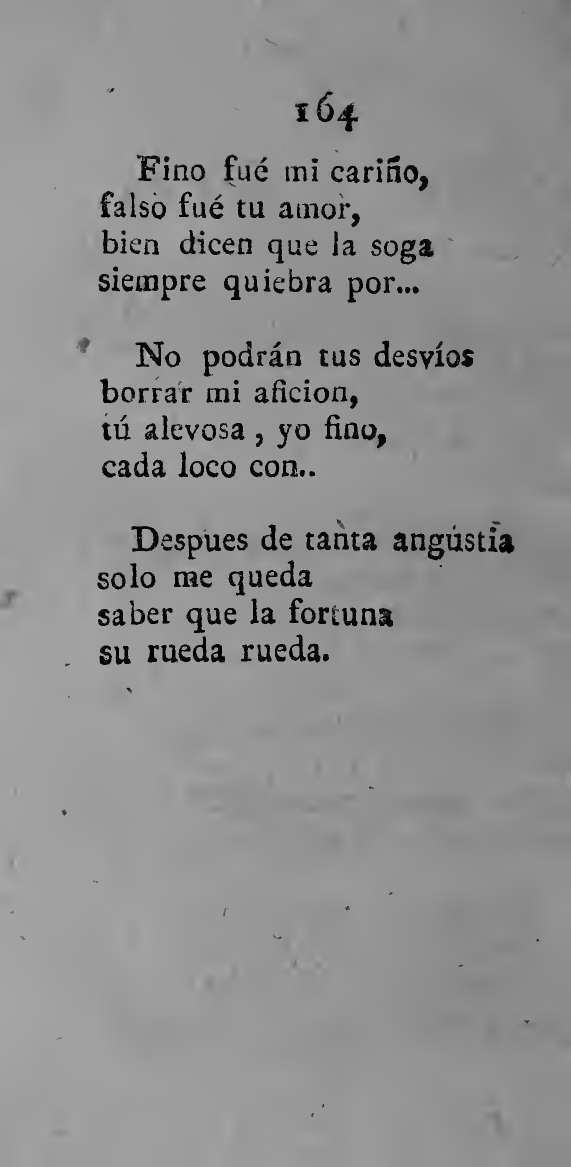 164
Fino fué mi cariño,
falso fué tu amor,
bien dicen que la soga
siempre quiebra por...
No podrán tus desvíos
borrar mi aficion,
tú alevosa , yo fino,
cada loco con..
Despues de tanta angústia
solo me queda
saber que la fortuna
su rueda rueda.